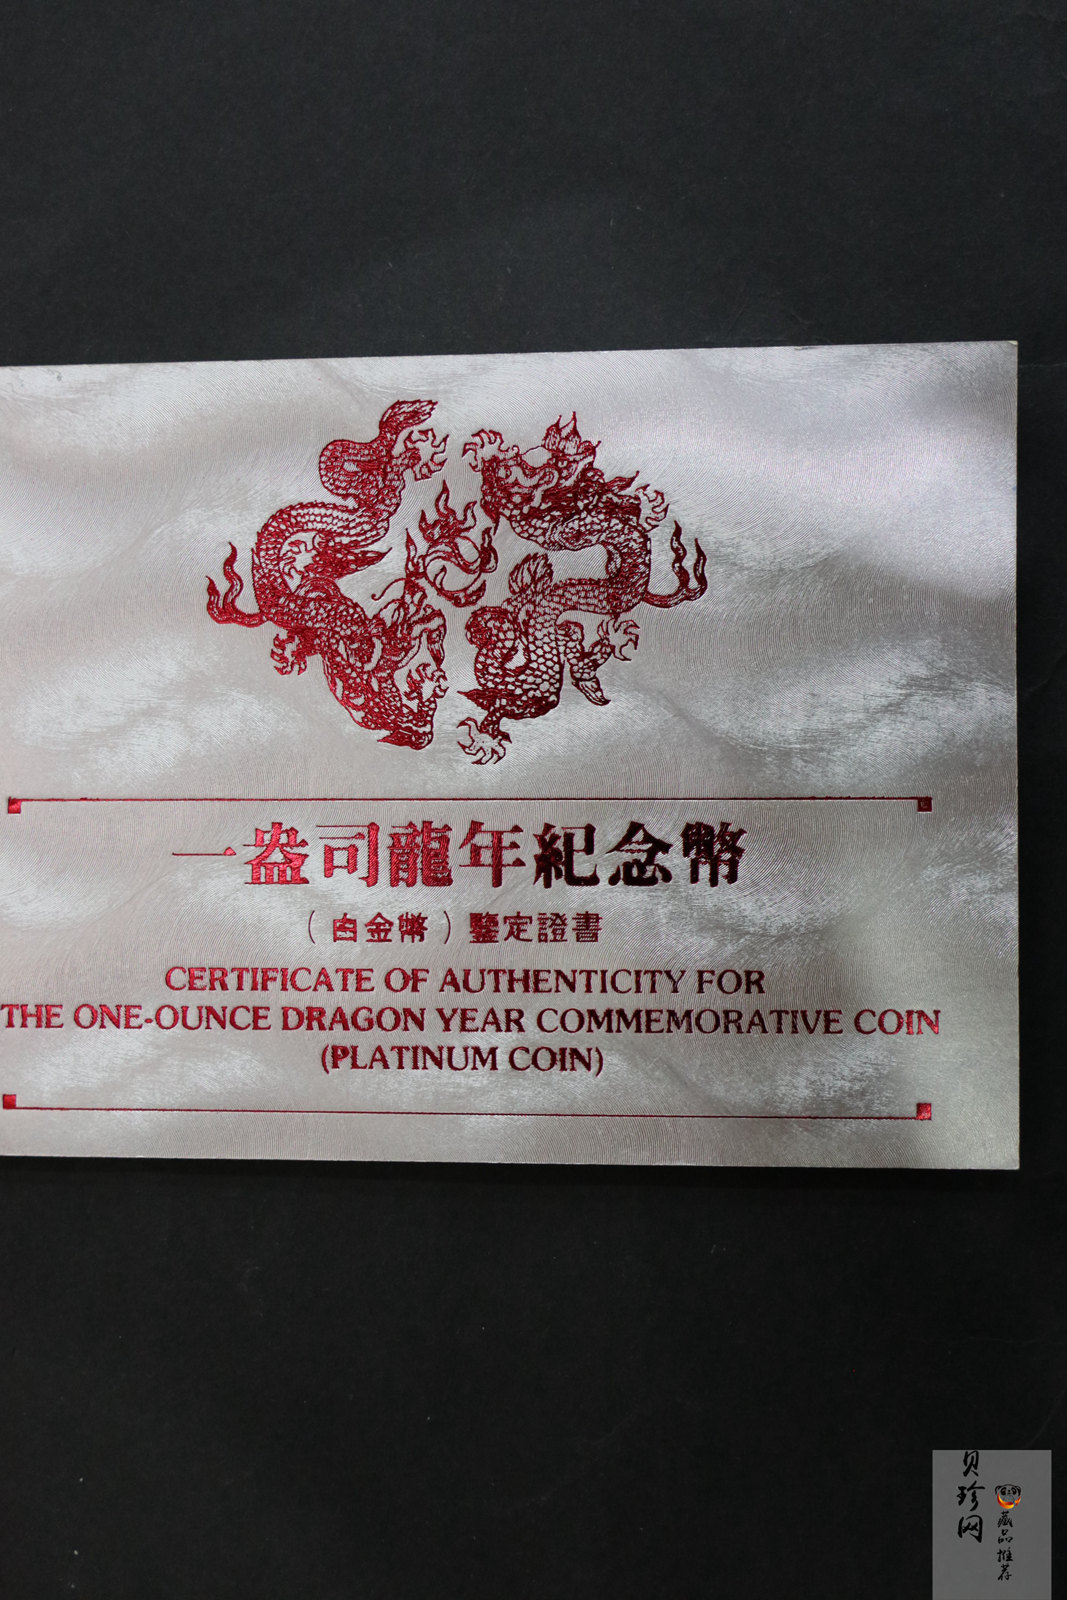 一盎司龍年紀念幣
（白金幣）鑒定證書
CERTIFICATE OF AUTHENTICITY FOR
THE ONE-OUNCE DRAGON YEAR COMMEMORATIVE COIN
(PLATINUM COIN)
贝珍网
藏品推荐